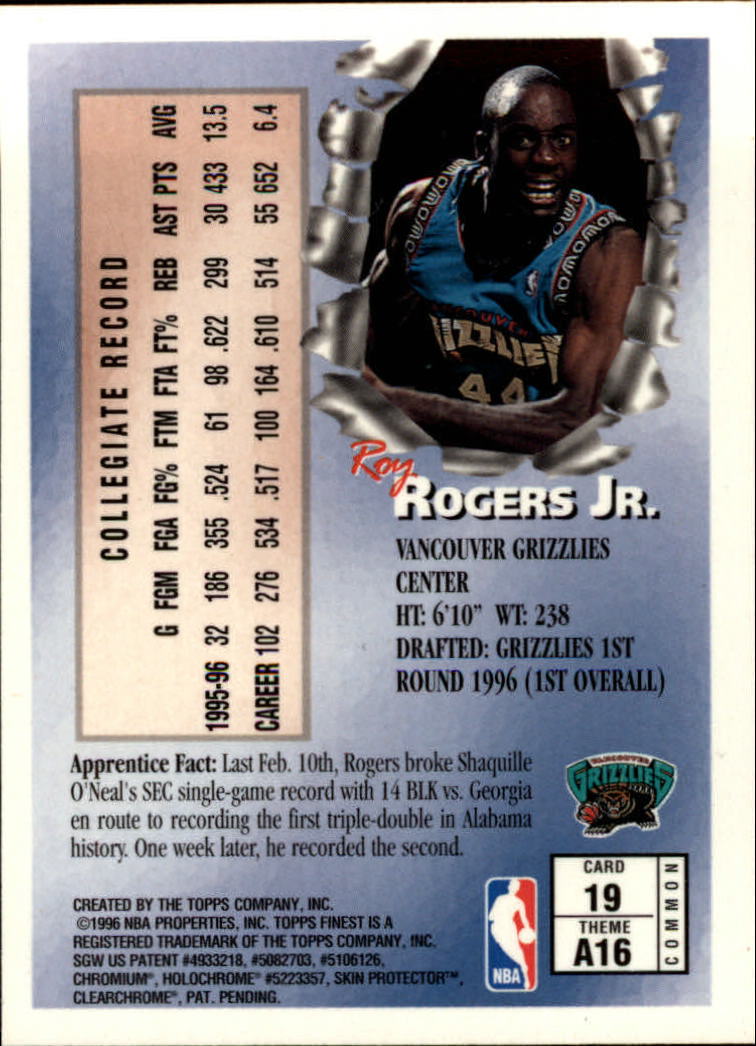 COLLEGIATE RECORD
G FGM FGA FG% FTM FTA FT% REB AST PTS AVG
1995-96 32 186 355 .524 61 98 .622 299 30 433 13.5
CAREER 102 276 534 .517 100 164 .610 514 55 652 6.4
VANCOUVER
GRIZZLIES
44
Roy
ROGERS JR.
VANCOUVER GRIZZLIES
CENTER
HT: 6'10" WT: 238
DRAFTED: GRIZZLIES 1ST
ROUND 1996 (1ST OVERALL)
Apprentice Fact: Last Feb. 10th, Rogers broke Shaquille
O'Neal's SEC single-game record with 14 BLK vs. Georgia
en route to recording the first triple-double in Alabama
history. One week later, he recorded the second.
VANCOUVER
GRIZZLIES
CREATED BY THE TOPPS COMPANY, INC.
©1996 NBA PROPERTIES, INC. TOPPS FINEST IS A
REGISTERED TRADEMARK OF THE TOPPS COMPANY, INC.
SGW US PATENT #4933218, #5082703, #5106126,
CHROMIUM®, HOLOCHROME® #5223357, SKIN PROTECTOR™,
CLEARCHROME®, PAT. PENDING.
NBA
CARD
19
THEME
A16
COMMON